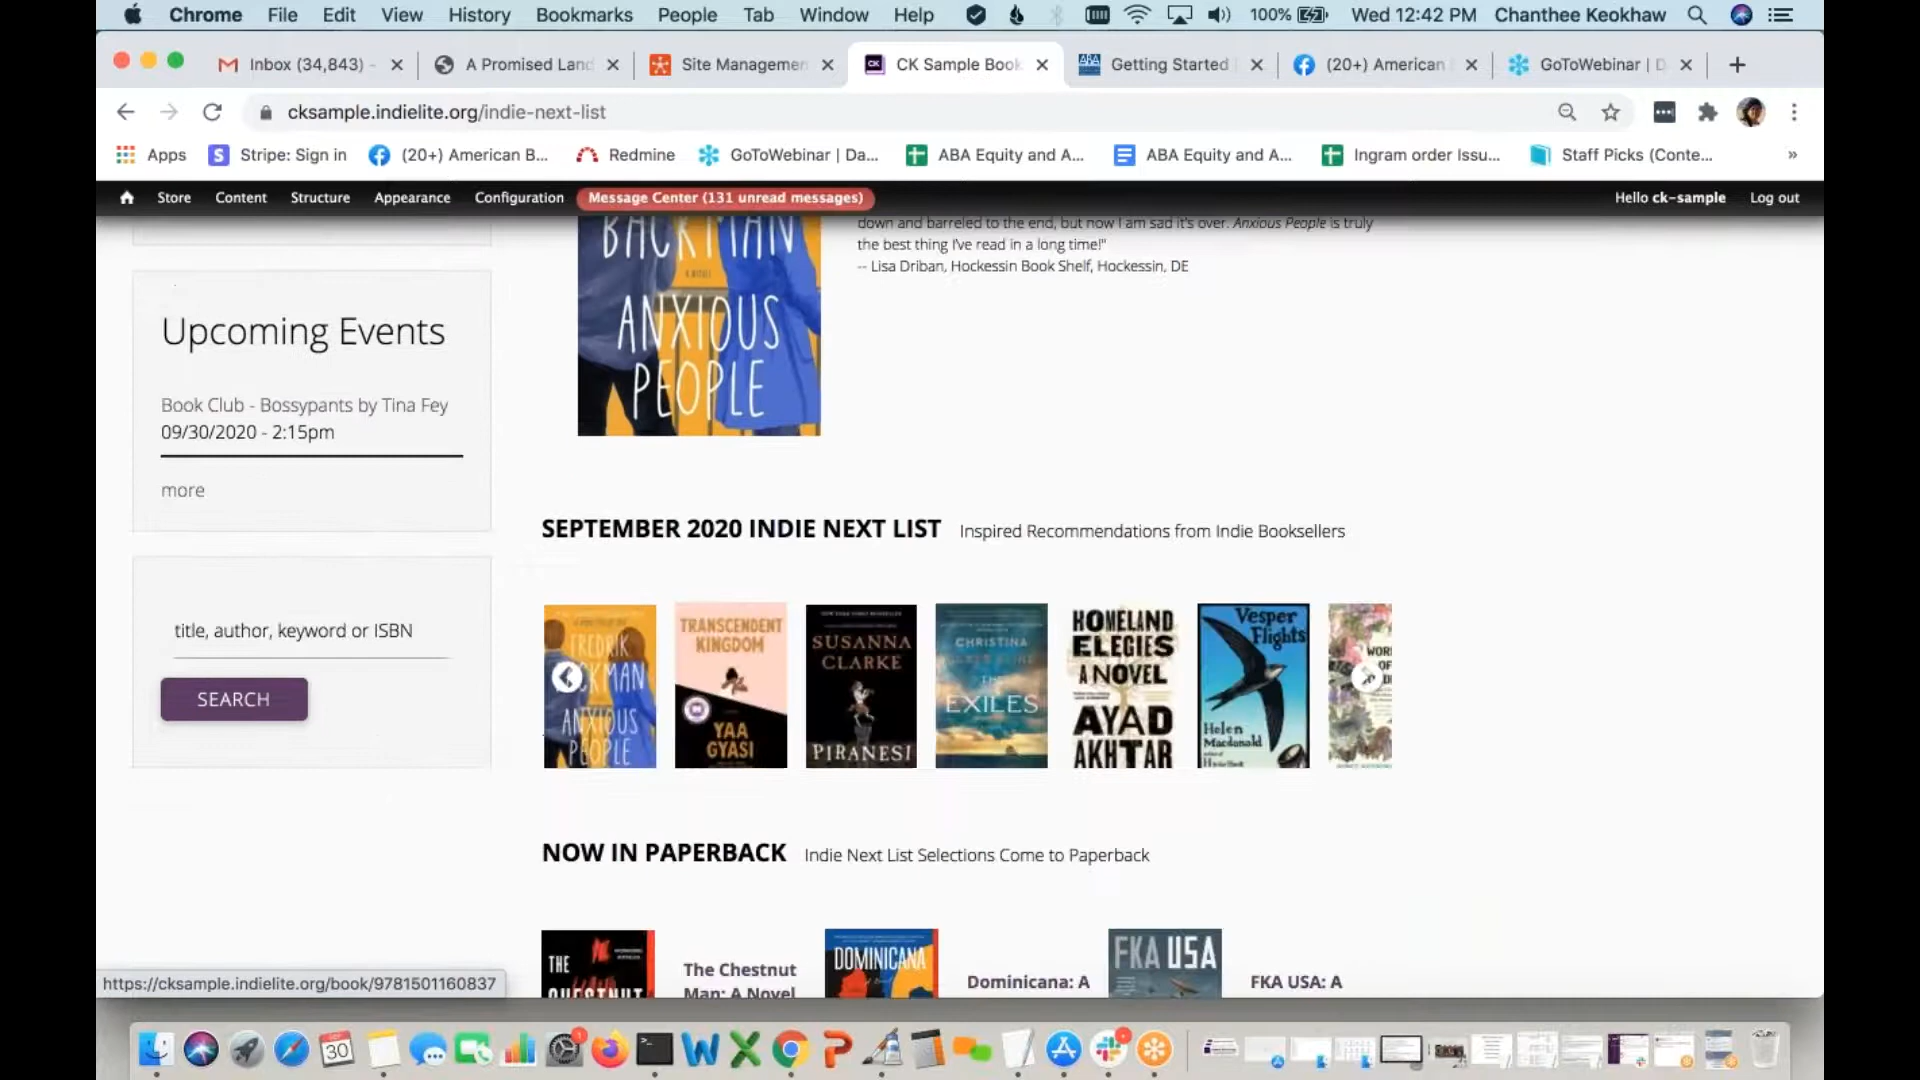 Chrome File Edit View History Bookmarks People Tab Window Help 100% Wed 12:42 PM Chanthee Keokhaw
Inbox (34,843) - A Promised Land Site Managemen CK Sample Book Getting Started (20+) American GoToWebinar | D
cksample.indielite.org/indie-next-list
Apps Stripe: Sign in (20+) American B... Redmine GoToWebinar | Da... ABA Equity and A... ABA Equity and A... Ingram order Issu... Staff Picks (Conte... »
Store Content Structure Appearance Configuration Message Center (131 unread messages) Hello ck-sample Log out
down and barreled to the end, but now I am sad it's over. Anxious People is truly
the best thing I've read in a long time!"
-- Lisa Driban, Hockessin Book Shelf, Hockessin, DE
BACKMAN
A NOVEL
ANXIOUS
PEOPLE
Upcoming Events
Book Club - Bossypants by Tina Fey
09/30/2020 - 2:15pm
more
title, author, keyword or ISBN
SEARCH
SEPTEMBER 2020 INDIE NEXT LIST Inspired Recommendations from Indie Booksellers
FREDRIK
ANXIOUS
PEOPLE
TRANSCENDENT
KINGDOM
YAA
GYASI
SUSANNA
CLARKE
PIRANESI
CHRISTINA
EXILES
HOMELAND
ELEGIES
A NOVEL
AYAD
AKHTAR
Vesper
Flights
Helen
Macdonald
NOW IN PAPERBACK Indie Next List Selections Come to Paperback
THE
CHESTNUT
The Chestnut
Man: A Novel
DOMINICANA
Dominicana: A
FKA USA
FKA USA: A
https://cksample.indielite.org/book/9781501160837
30